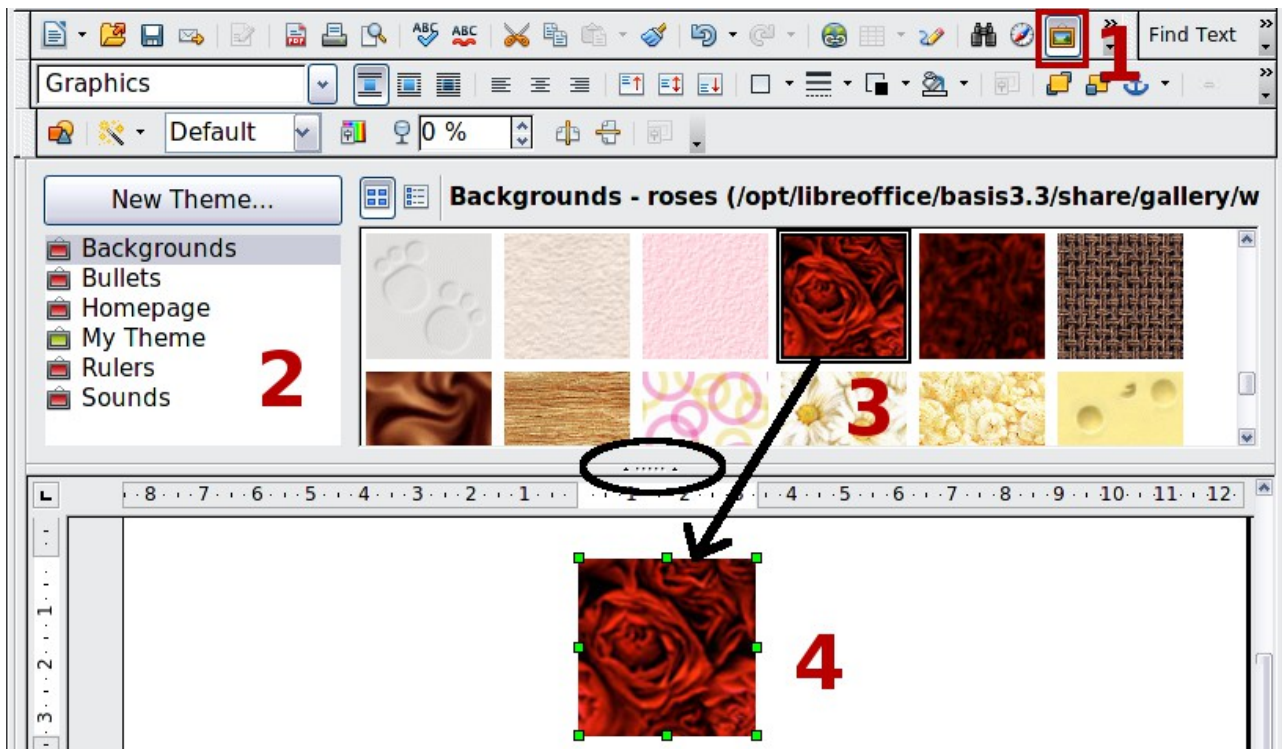 ABC ABC Find Text
1
Graphics
Default 0 %
New Theme... Backgrounds - roses (/opt/libreoffice/basis3.3/share/gallery/w
Backgrounds
Bullets
Homepage
My Theme
Rulers
Sounds
2
3
8 7 6 5 4 3 2 1 1 2 3 4 5 6 7 8 9 10 11 12
1
2
3
4